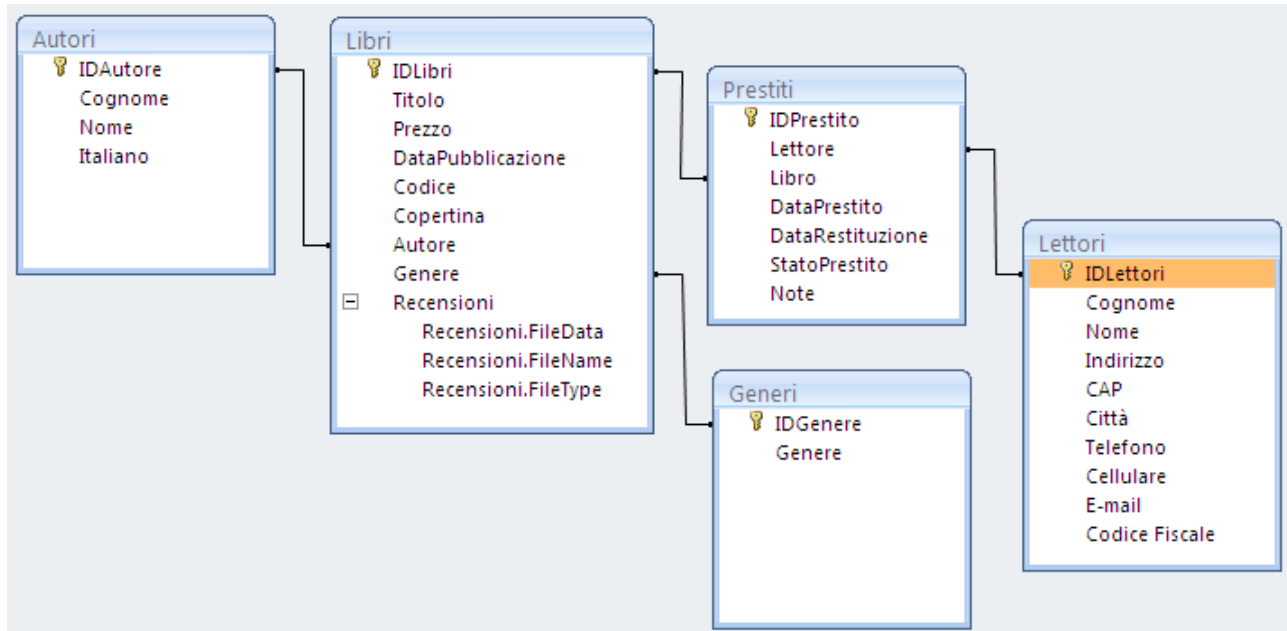 Autori
IDAutore
Cognome
Nome
Italiano
Libri
IDLibri
Titolo
Prezzo
DataPubblicazione
Codice
Copertina
Autore
Genere
Recensioni
Recensioni.FileData
Recensioni.FileName
Recensioni.FileType
Prestiti
IDPrestito
Lettore
Libro
DataPrestito
DataRestituzione
StatoPrestito
Note
Generi
IDGenere
Genere
Lettori
IDLettori
Cognome
Nome
Indirizzo
CAP
Città
Telefono
Cellulare
E-mail
Codice Fiscale